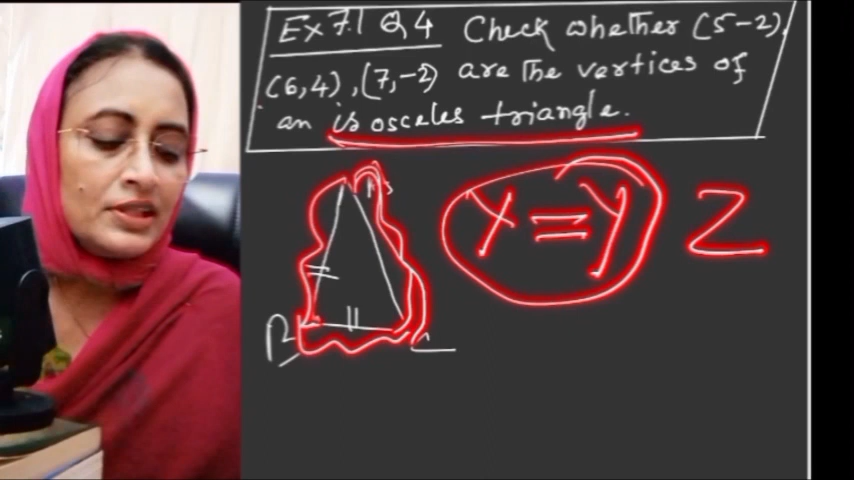 Ex 7.1 Q4 Check whether (5-2),
(6,4), (7,-2) are the vertices of
an isosceles triangle.
X = Y Z
B